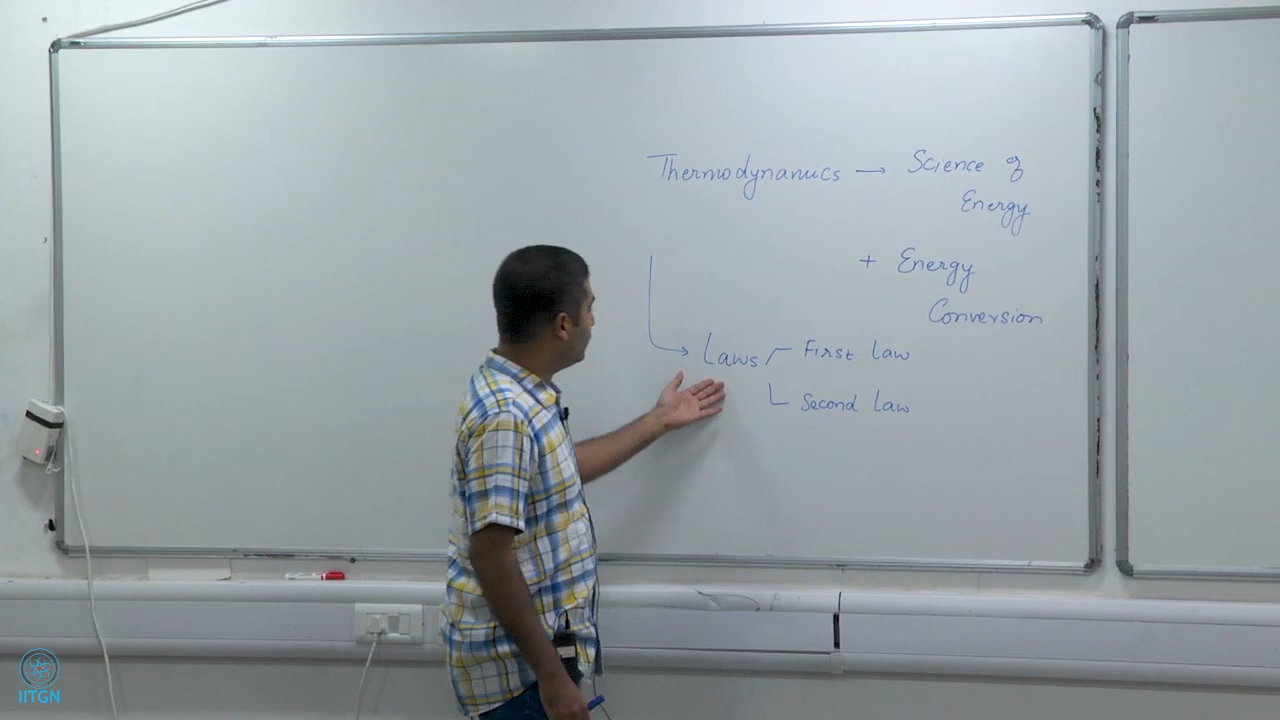 Thermodynamics → Science of
Energy
+ Energy
Conversion
Laws First Law
Second Law
IITGN